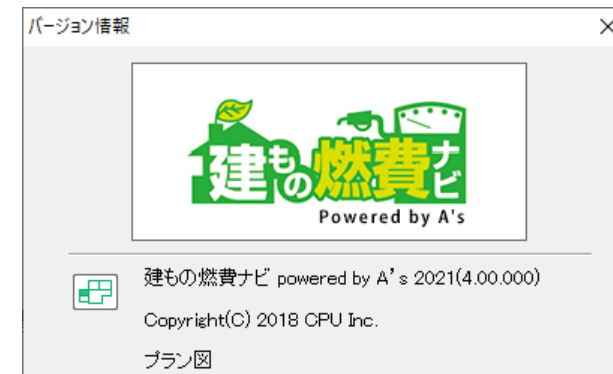 バージョン情報
建もの燃費ナビ
Powered by A's
建もの燃費ナビ powered by A's 2021(4.00.000)
Copyright(C) 2018 CPU Inc.
プラン図